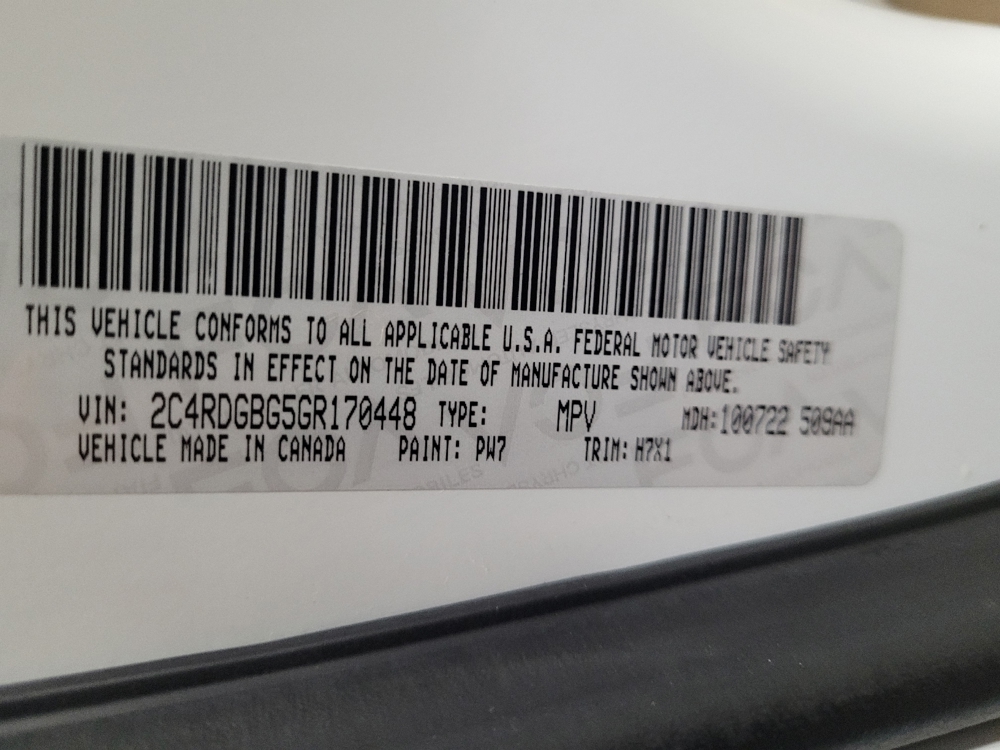 THIS VEHICLE CONFORMS TO ALL APPLICABLE U.S.A. FEDERAL MOTOR VEHICLE SAFETY
STANDARDS IN EFFECT ON THE DATE OF MANUFACTURE SHOWN ABOVE.
VIN: 2C4RDGBG5GR170448 TYPE: MPV MDH:100722 509AA
VEHICLE MADE IN CANADA PAINT: PW7 TRIM: H7X1